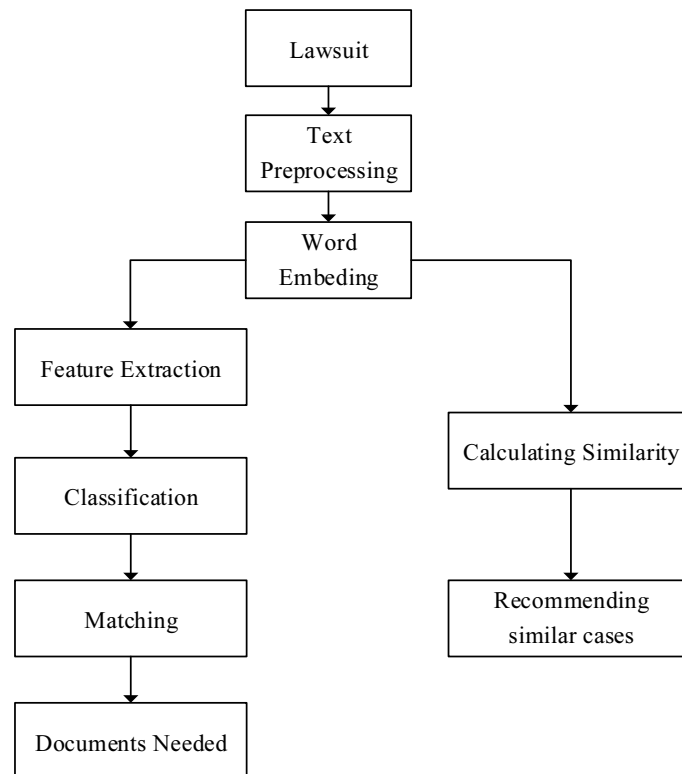 Lawsuit
Text
Preprocessing
Word
Embeding
Feature Extraction
Classification
Matching
Documents Needed
Calculating Similarity
Recommending
similar cases